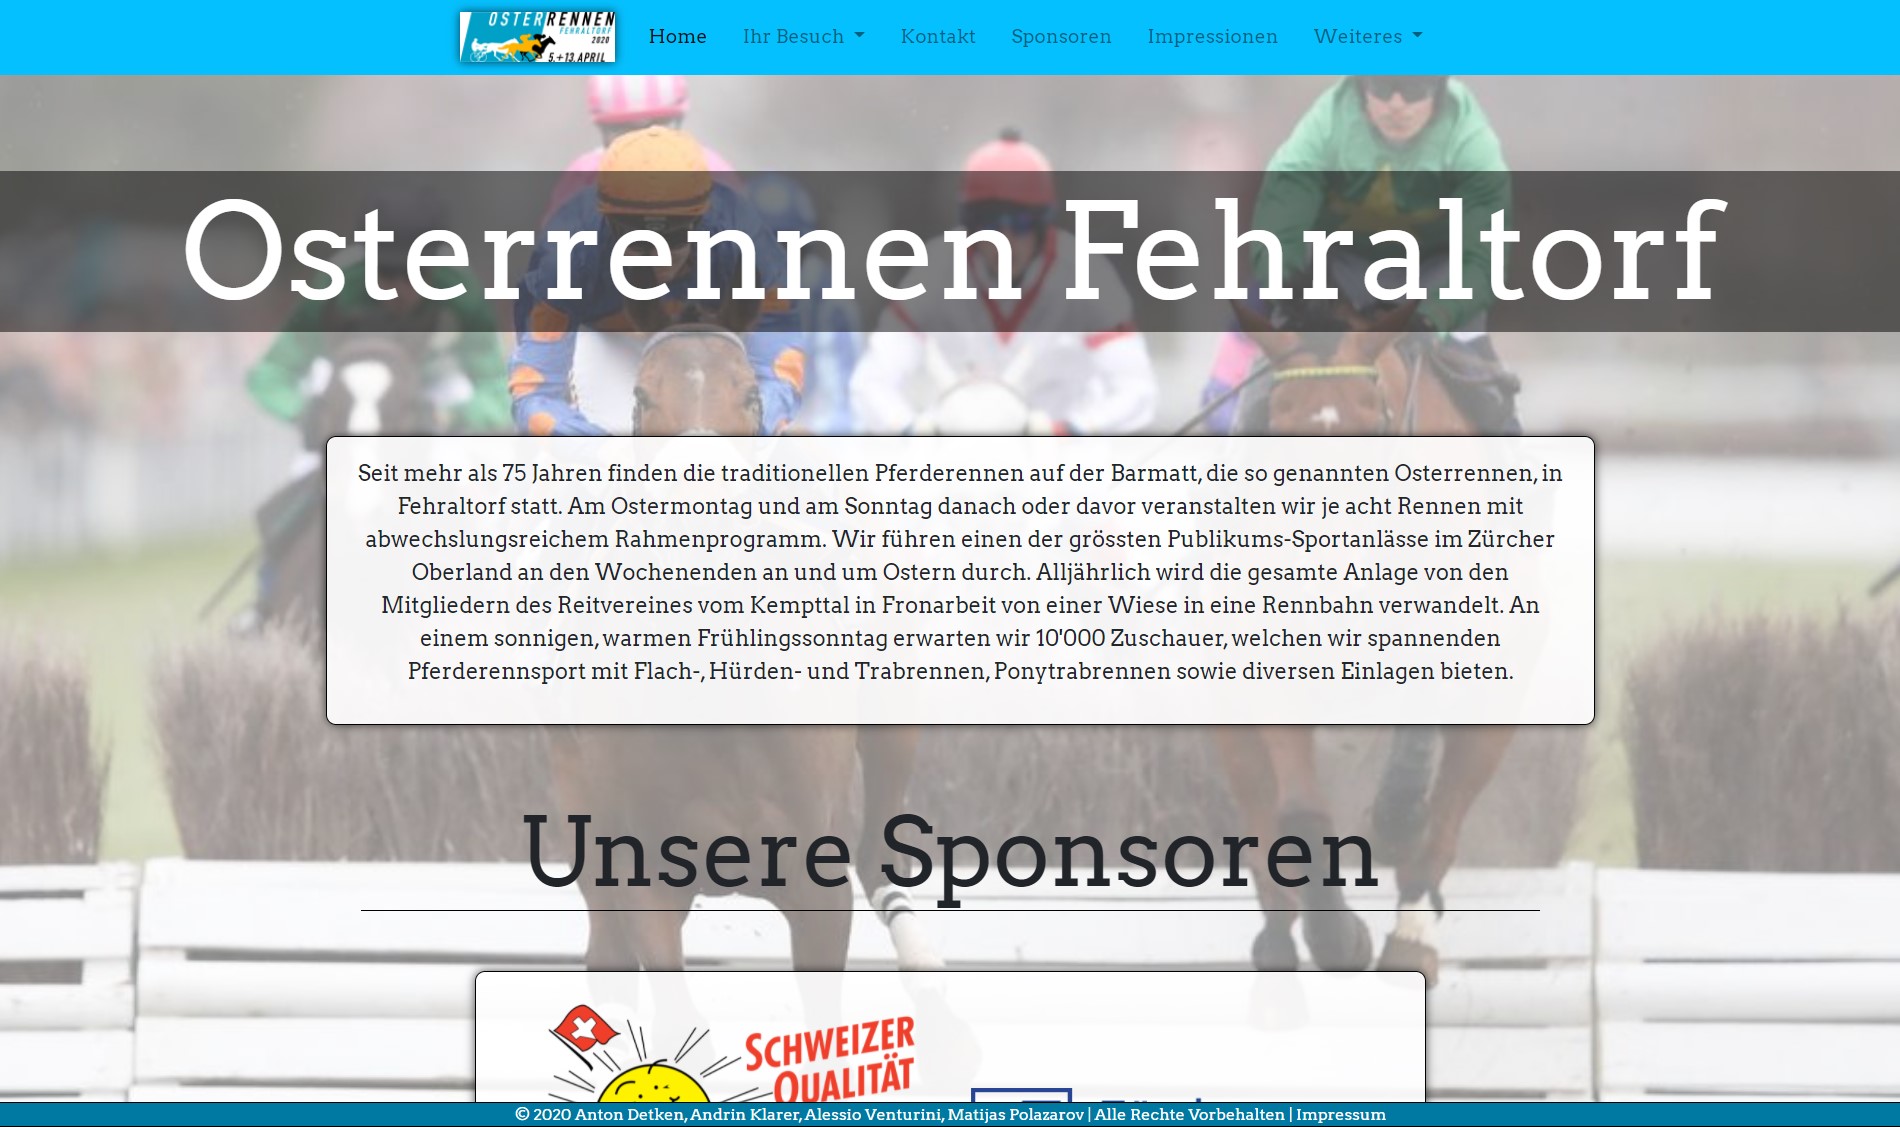 OSTERRENNEN
FEHRALTORF
2020
5.+13.APRIL
Home
Ihr Besuch
Kontakt
Sponsoren
Impressionen
Weiteres
Osterrennen Fehraltorf
Seit mehr als 75 Jahren finden die traditionellen Pferderennen auf der Barmatt, die so genannten Osterrennen, in
Fehraltorf statt. Am Ostermontag und am Sonntag danach oder davor veranstalten wir je acht Rennen mit
abwechslungsreichem Rahmenprogramm. Wir führen einen der grössten Publikums-Sportanlässe im Zürcher
Oberland an den Wochenenden an und um Ostern durch. Alljährlich wird die gesamte Anlage von den
Mitgliedern des Reitvereines vom Kempttal in Fronarbeit von einer Wiese in eine Rennbahn verwandelt. An
einem sonnigen, warmen Frühlingssonntag erwarten wir 10'000 Zuschauer, welchen wir spannenden
Pferderennsport mit Flach-, Hürden- und Trabrennen, Ponytrabrennen sowie diversen Einlagen bieten.
Unsere Sponsoren
SCHWEIZER
QUALITÄT
© 2020 Anton Detken, Andrin Klarer, Alessio Venturini, Matijas Polazarov | Alle Rechte Vorbehalten | Impressum